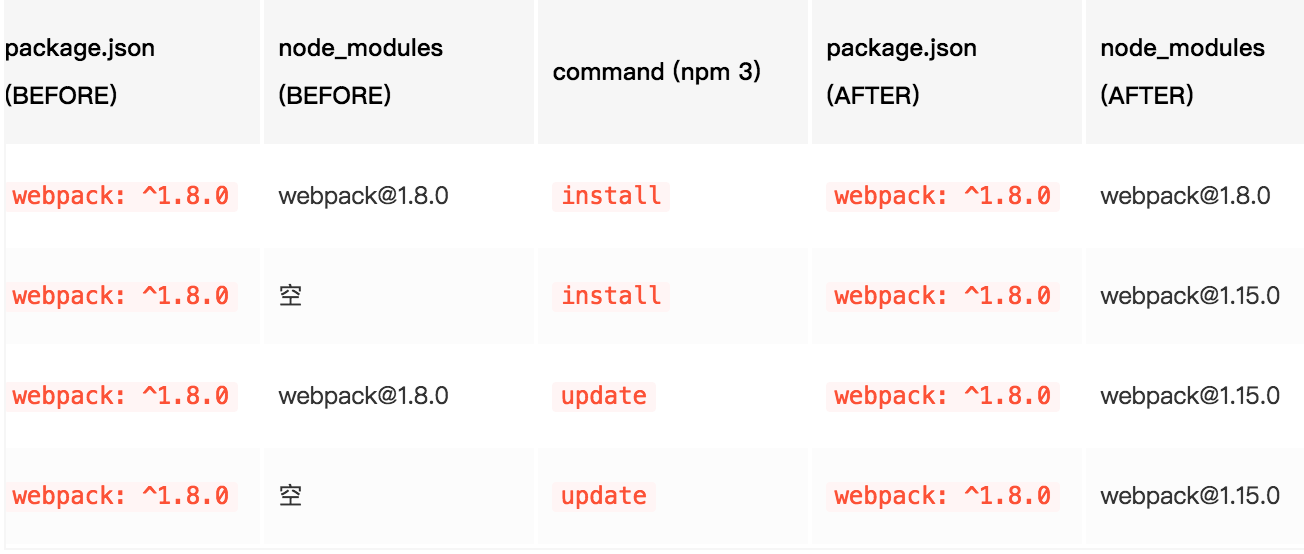 package.json (BEFORE) node_modules (BEFORE) command (npm 3) package.json (AFTER) node_modules (AFTER)
webpack: ^1.8.0 webpack@1.8.0 install webpack: ^1.8.0 webpack@1.8.0
webpack: ^1.8.0 空 install webpack: ^1.8.0 webpack@1.15.0
webpack: ^1.8.0 webpack@1.8.0 update webpack: ^1.8.0 webpack@1.15.0
webpack: ^1.8.0 空 update webpack: ^1.8.0 webpack@1.15.0